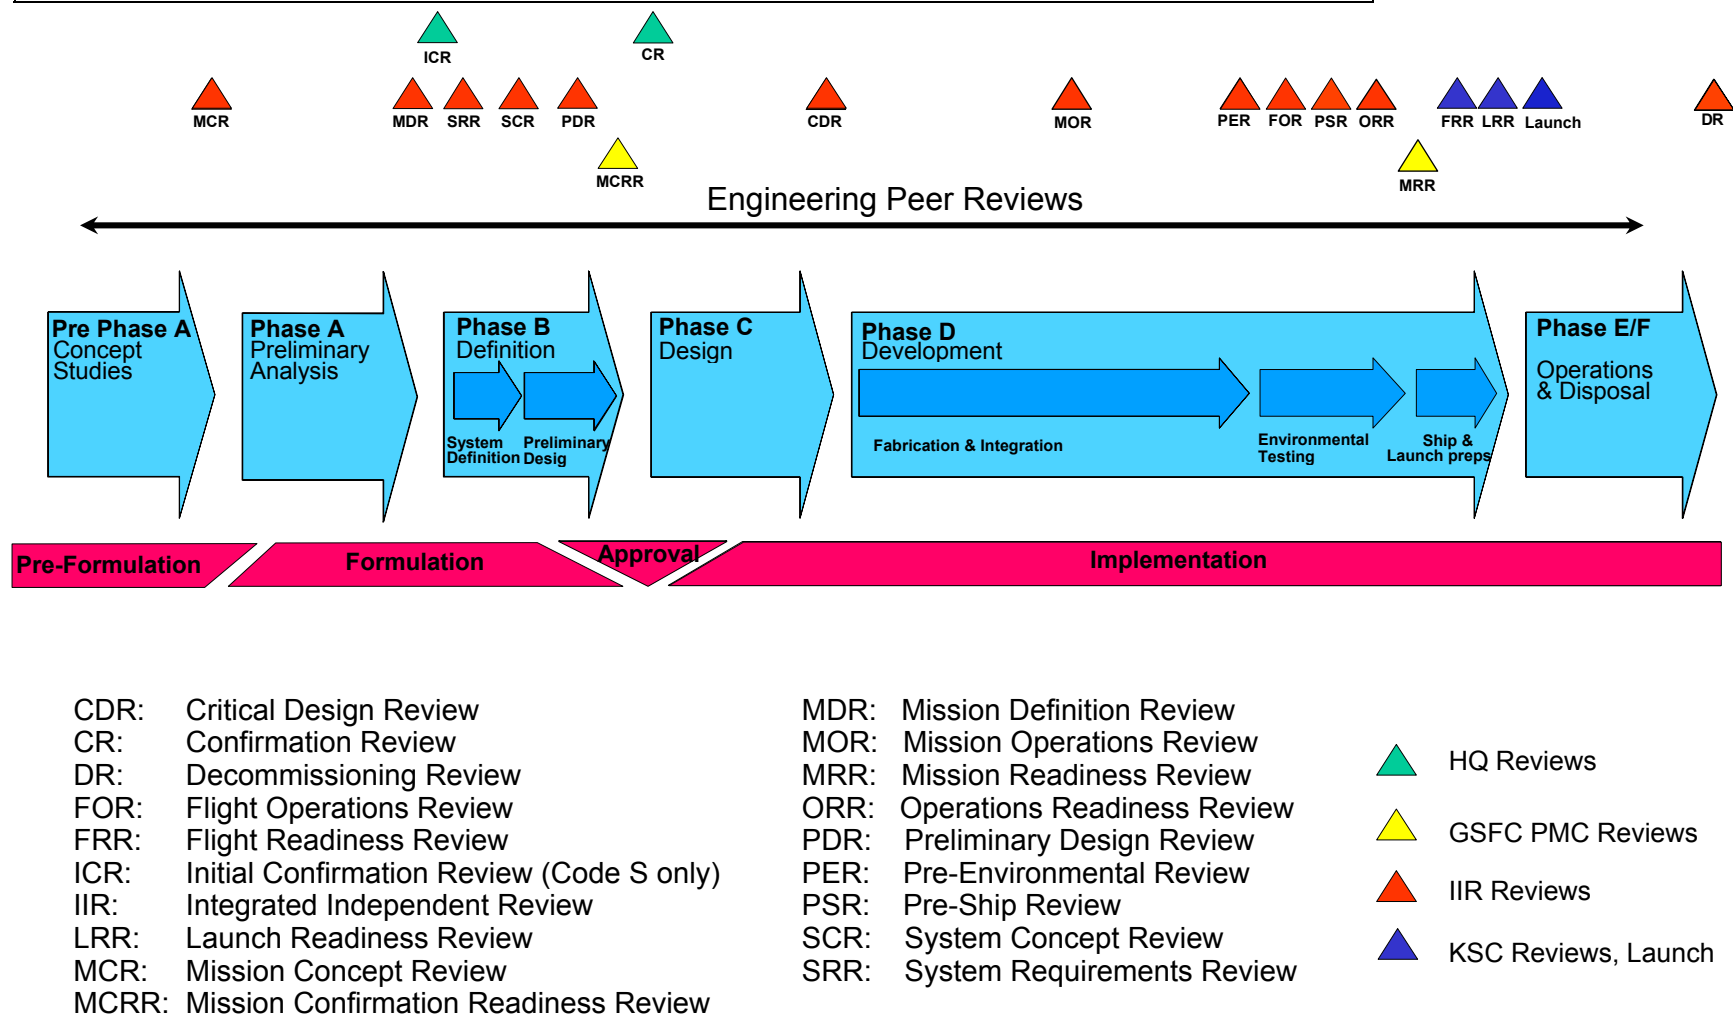 ICR
CR
MCR
MDR
SRR
SCR
PDR
CDR
MOR
PER
FOR
PSR
ORR
FRR
LRR
Launch
DR
MCRR
MRR
Engineering Peer Reviews
Pre Phase A
Concept
Studies
Phase A
Preliminary
Analysis
Phase B
Definition
System
Definition
Preliminary
Desig
Phase C
Design
Phase D
Development
Fabrication & Integration
Environmental
Testing
Ship &
Launch preps
Phase E/F
Operations
& Disposal
Pre-Formulation
Formulation
Approval
Implementation
CDR: Critical Design Review
CR: Confirmation Review
DR: Decommissioning Review
FOR: Flight Operations Review
FRR: Flight Readiness Review
ICR: Initial Confirmation Review (Code S only)
IIR: Integrated Independent Review
LRR: Launch Readiness Review
MCR: Mission Concept Review
MCRR: Mission Confirmation Readiness Review
MDR: Mission Definition Review
MOR: Mission Operations Review
MRR: Mission Readiness Review
ORR: Operations Readiness Review
PDR: Preliminary Design Review
PER: Pre-Environmental Review
PSR: Pre-Ship Review
SCR: System Concept Review
SRR: System Requirements Review
HQ Reviews
GSFC PMC Reviews
IIR Reviews
KSC Reviews, Launch